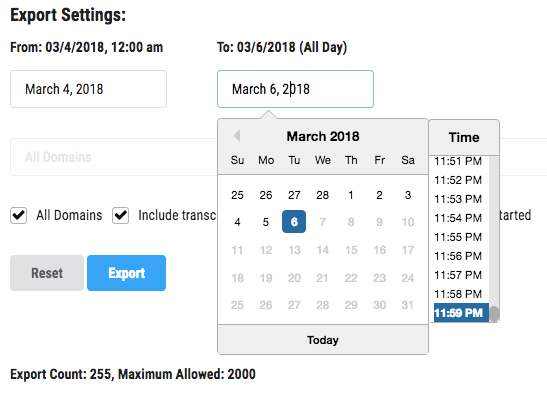 Export Settings:
From: 03/4/2018, 12:00 am
To: 03/6/2018 (All Day)
March 4, 2018
March 6, 2018
March 2018
Su Mo Tu We Th Fr Sa
25 26 27 28 1 2 3
4 5 6 7 8 9 10
11 12 13 14 15 16 17
18 19 20 21 22 23 24
25 26 27 28 29 30 31
Today
Time
11:51 PM
11:52 PM
11:53 PM
11:54 PM
11:55 PM
11:56 PM
11:57 PM
11:58 PM
11:59 PM
All Domains
All Domains
Include transc
tarted
Reset
Export
Export Count: 255, Maximum Allowed: 2000